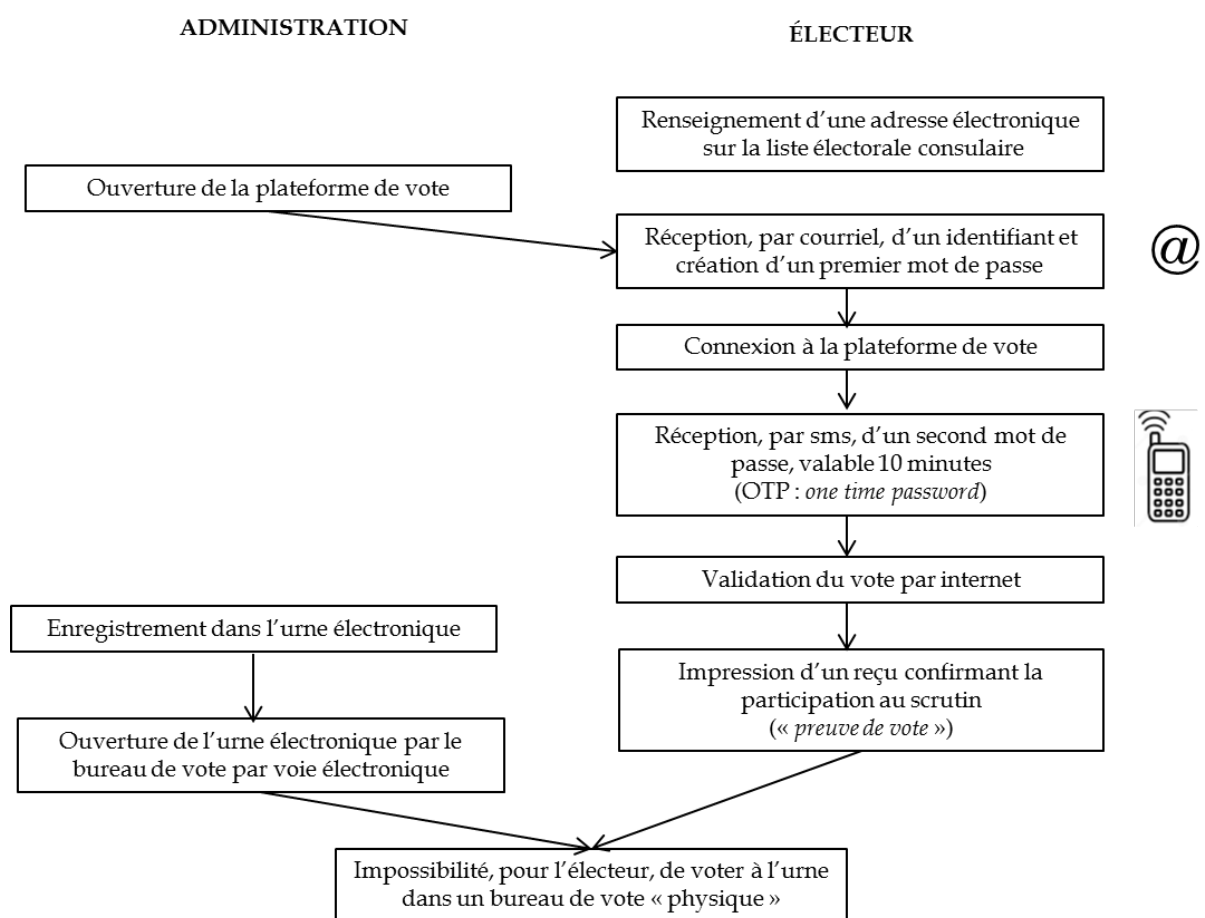 ADMINISTRATION
ÉLECTEUR
Renseignement d’une adresse électronique
sur la liste électorale consulaire
Ouverture de la plateforme de vote
Réception, par courriel, d’un identifiant et
création d’un premier mot de passe
@
Connexion à la plateforme de vote
Réception, par sms, d’un second mot de
passe, valable 10 minutes
(OTP : one time password)
Validation du vote par internet
Enregistrement dans l’urne électronique
Impression d’un reçu confirmant la
participation au scrutin
(« preuve de vote »)
Ouverture de l’urne électronique par le
bureau de vote par voie électronique
Impossibilité, pour l’électeur, de voter à l’urne
dans un bureau de vote « physique »